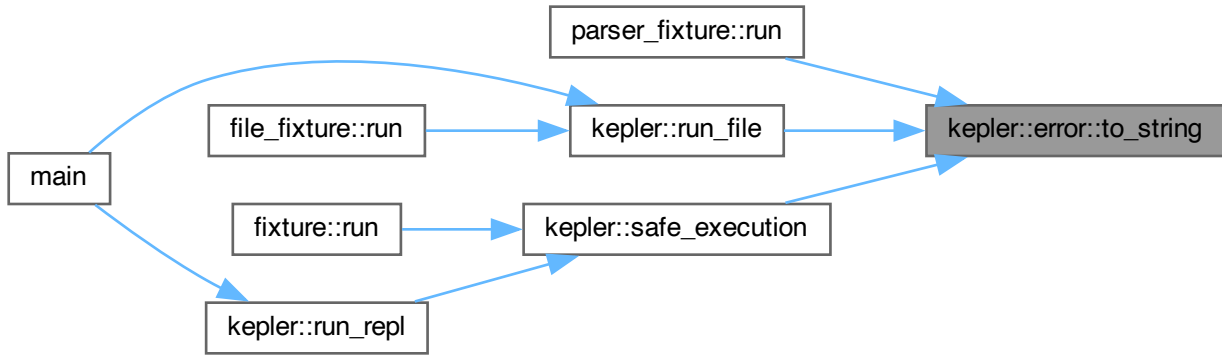 parser_fixture::run
file_fixture::run
kepler::run_file
kepler::error::to_string
main
fixture::run
kepler::safe_execution
kepler::run_repl